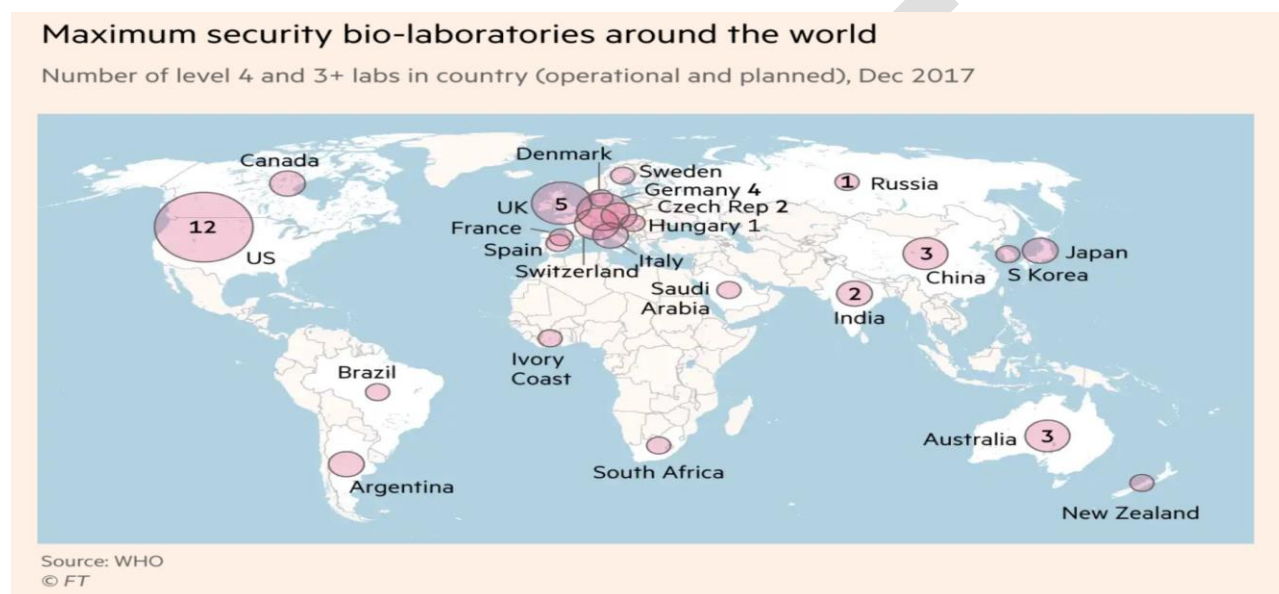 Maximum security bio-laboratories around the world
Number of level 4 and 3+ labs in country (operational and planned), Dec 2017
Canada
12
US
Brazil
Argentina
Denmark
Sweden
Germany 4
Czech Rep 2
Hungary 1
UK
5
France
Spain
Switzerland
Italy
Saudi
Arabia
Ivory
Coast
South Africa
1
Russia
3
China
2
India
Japan
S Korea
Australia
3
New Zealand
Source: WHO
© FT